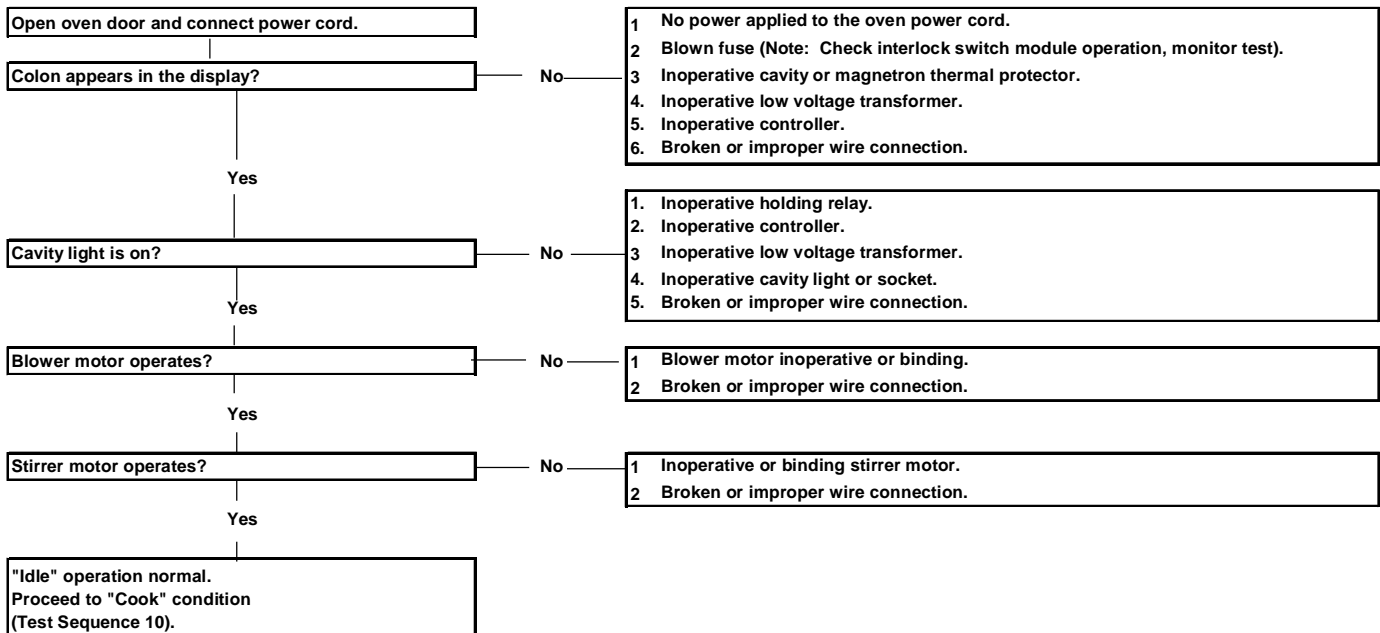 Open oven door and connect power cord.
Colon appears in the display?
No
1 No power applied to the oven power cord.
2 Blown fuse (Note: Check interlock switch module operation, monitor test).
3 Inoperative cavity or magnetron thermal protector.
4. Inoperative low voltage transformer.
5. Inoperative controller.
6. Broken or improper wire connection.
Yes
Cavity light is on?
No
1. Inoperative holding relay.
2. Inoperative controller.
3 Inoperative low voltage transformer.
4. Inoperative cavity light or socket.
5. Broken or improper wire connection.
Yes
Blower motor operates?
No
1 Blower motor inoperative or binding.
2 Broken or improper wire connection.
Yes
Stirrer motor operates?
No
1 Inoperative or binding stirrer motor.
2 Broken or improper wire connection.
Yes
"Idle" operation normal.
Proceed to "Cook" condition
(Test Sequence 10).